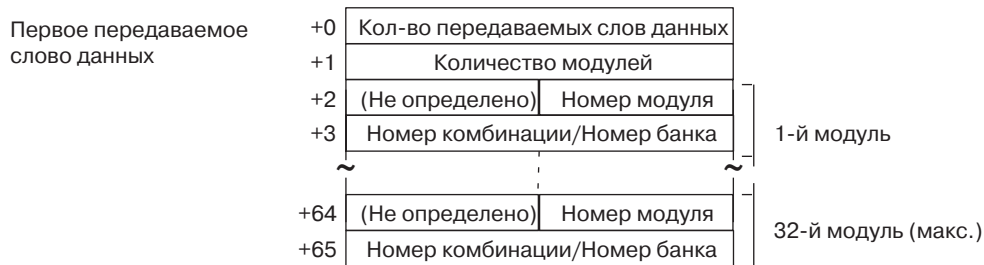 Первое передаваемое
слово данных
+0 Кол-во передаваемых слов данных
+1 Количество модулей
+2 (Не определено) Номер модуля
+3 Номер комбинации/Номер банка
1-й модуль
~ ~
+64 (Не определено) Номер модуля
+65 Номер комбинации/Номер банка
32-й модуль (макс.)